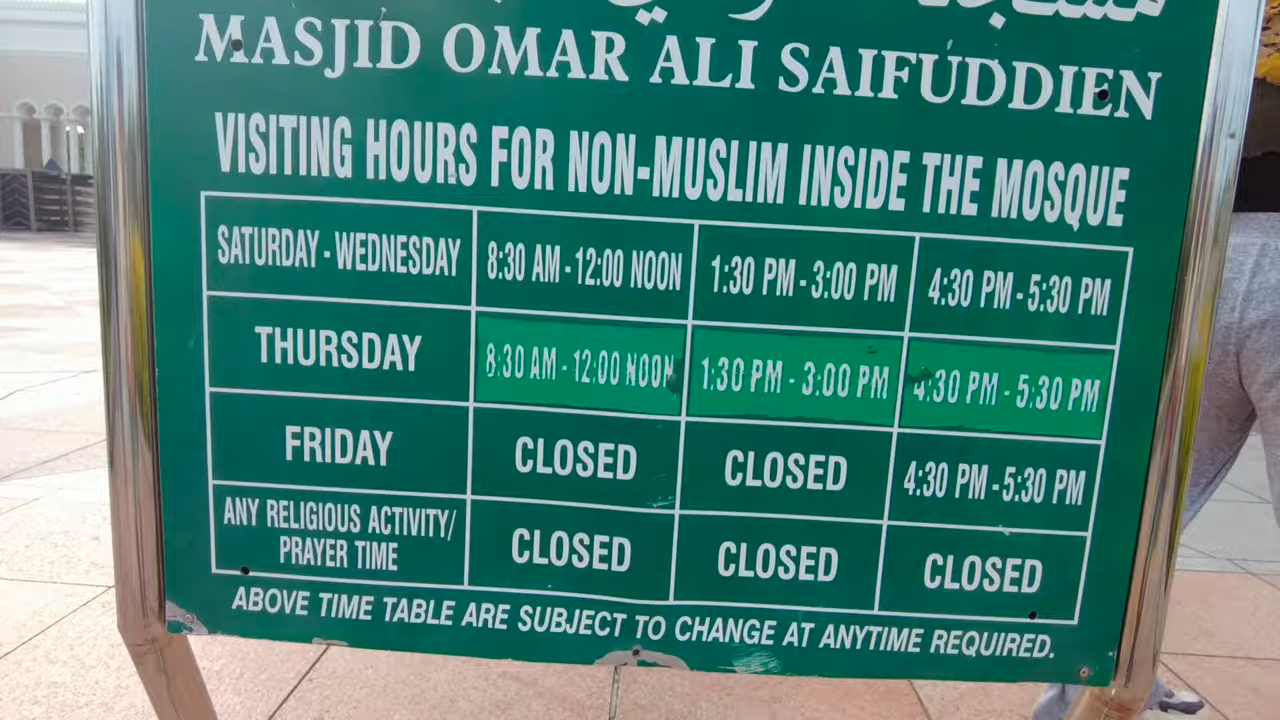 MASJID OMAR ALI SAIFUDDIEN
VISITING HOURS FOR NON-MUSLIM INSIDE THE MOSQUE
SATURDAY - WEDNESDAY 8:30 AM - 12:00 NOON 1:30 PM - 3:00 PM 4:30 PM - 5:30 PM
THURSDAY 8:30 AM - 12:00 NOON 1:30 PM - 3:00 PM 4:30 PM - 5:30 PM
FRIDAY CLOSED CLOSED 4:30 PM - 5:30 PM
ANY RELIGIOUS ACTIVITY/
PRAYER TIME CLOSED CLOSED CLOSED
ABOVE TIME TABLE ARE SUBJECT TO CHANGE AT ANYTIME REQUIRED.